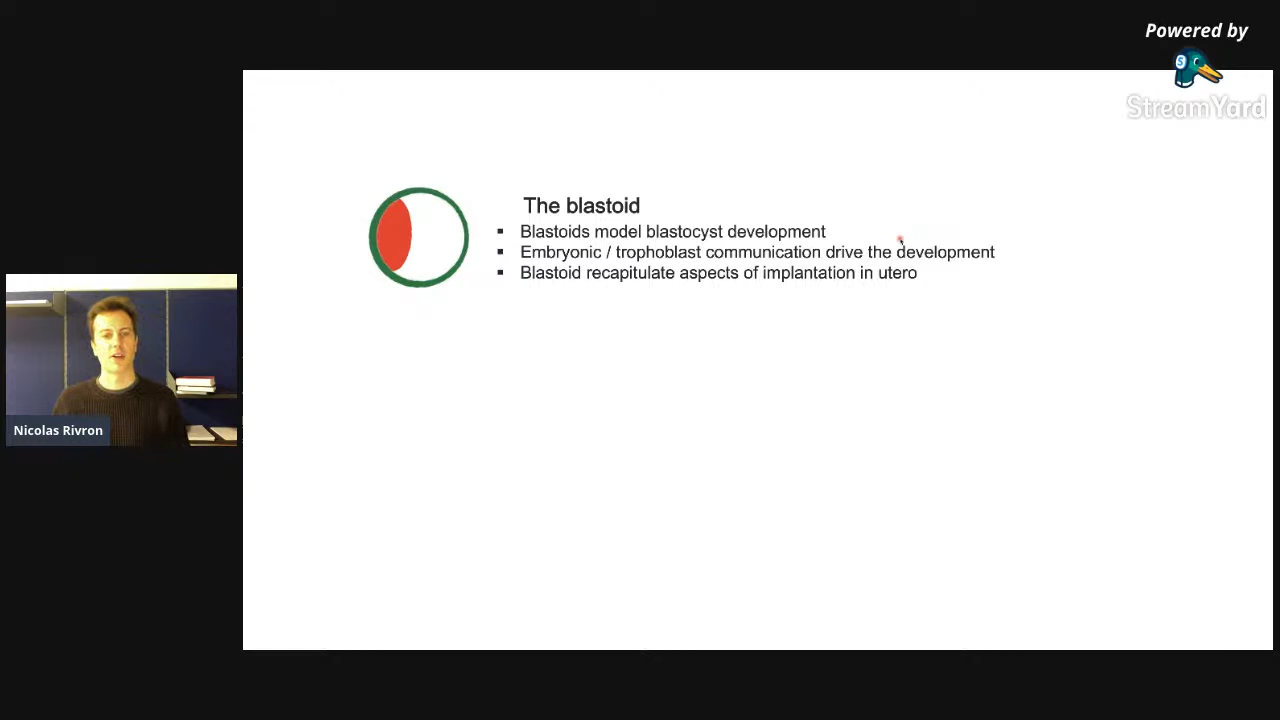 Powered by
S
StreamYard
The blastoid
▪ Blastoids model blastocyst development
▪ Embryonic / trophoblast communication drive the development
▪ Blastoid recapitulate aspects of implantation in utero
Nicolas Rivron